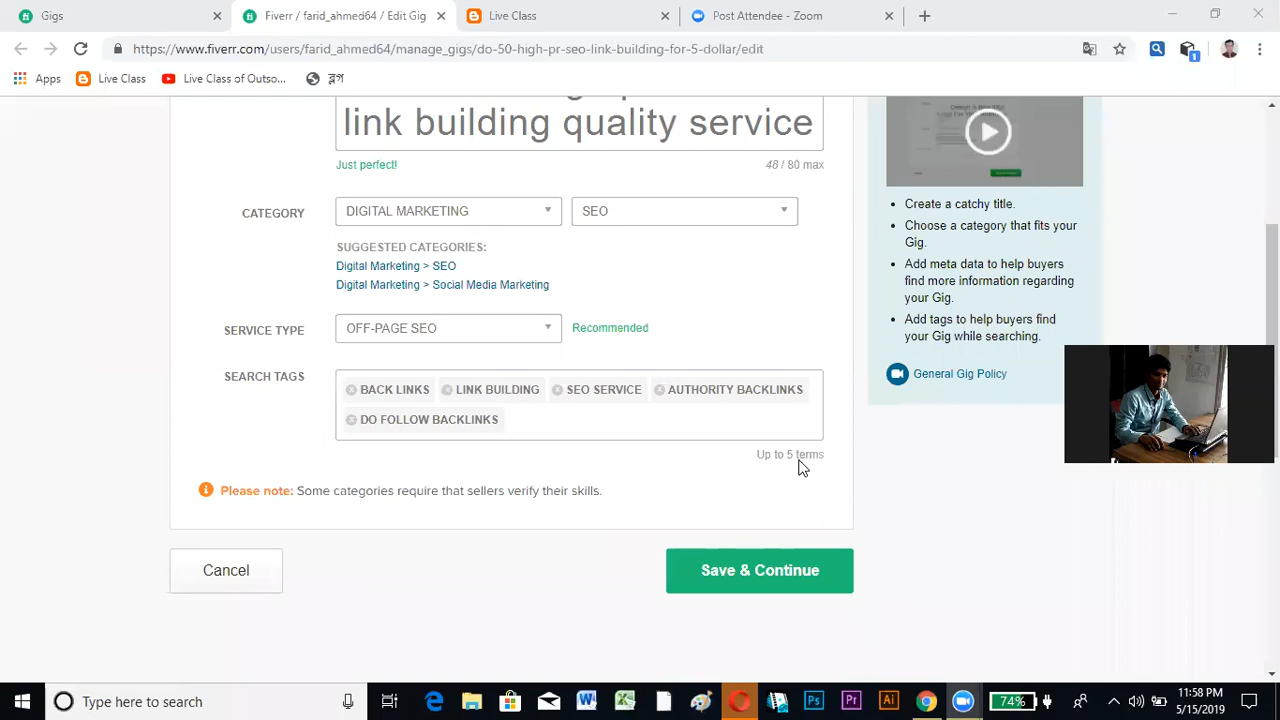 Gigs
Fiverr / farid_ahmed64 / Edit Gig
Live Class
Post Attendee - Zoom
https://www.fiverr.com/users/farid_ahmed64/manage_gigs/do-50-high-pr-seo-link-building-for-5-dollar/edit
1
Apps
Live Class
Live Class of Outso...
ব্লগ
link building quality service
Just perfect!
48 / 80 max
CATEGORY
DIGITAL MARKETING
SEO
SUGGESTED CATEGORIES:
Digital Marketing > SEO
Digital Marketing > Social Media Marketing
SERVICE TYPE
OFF-PAGE SEO
Recommended
SEARCH TAGS
BACK LINKS
LINK BUILDING
SEO SERVICE
AUTHORITY BACKLINKS
DO FOLLOW BACKLINKS
Up to 5 terms
Please note: Some categories require that sellers verify their skills.
Cancel
Save & Continue
Create a catchy title.
Choose a category that fits your
Gig.
Add meta data to help buyers
find more information regarding
your Gig.
Add tags to help buyers find
your Gig while searching.
General Gig Policy
Type here to search
Ps
Pr
Ai
74%
11:58 PM
5/15/2019